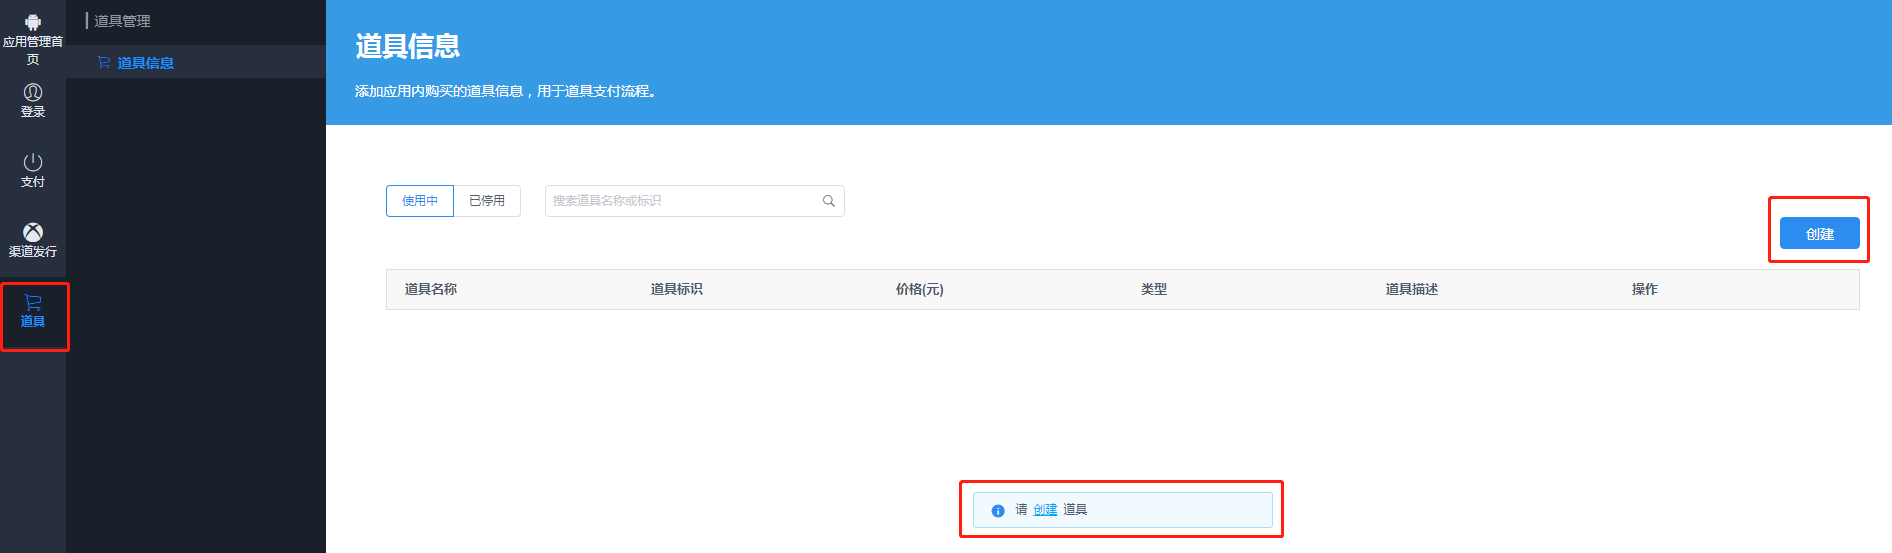 应用管理首
页
登录
支付
渠道发行
道具
道具管理
道具信息
道具信息
添加应用内购买的道具信息，用于道具支付流程。
使用中 已停用 搜索道具名称或标识
创建
道具名称 道具标识 价格(元) 类型 道具描述 操作
请 创建 道具